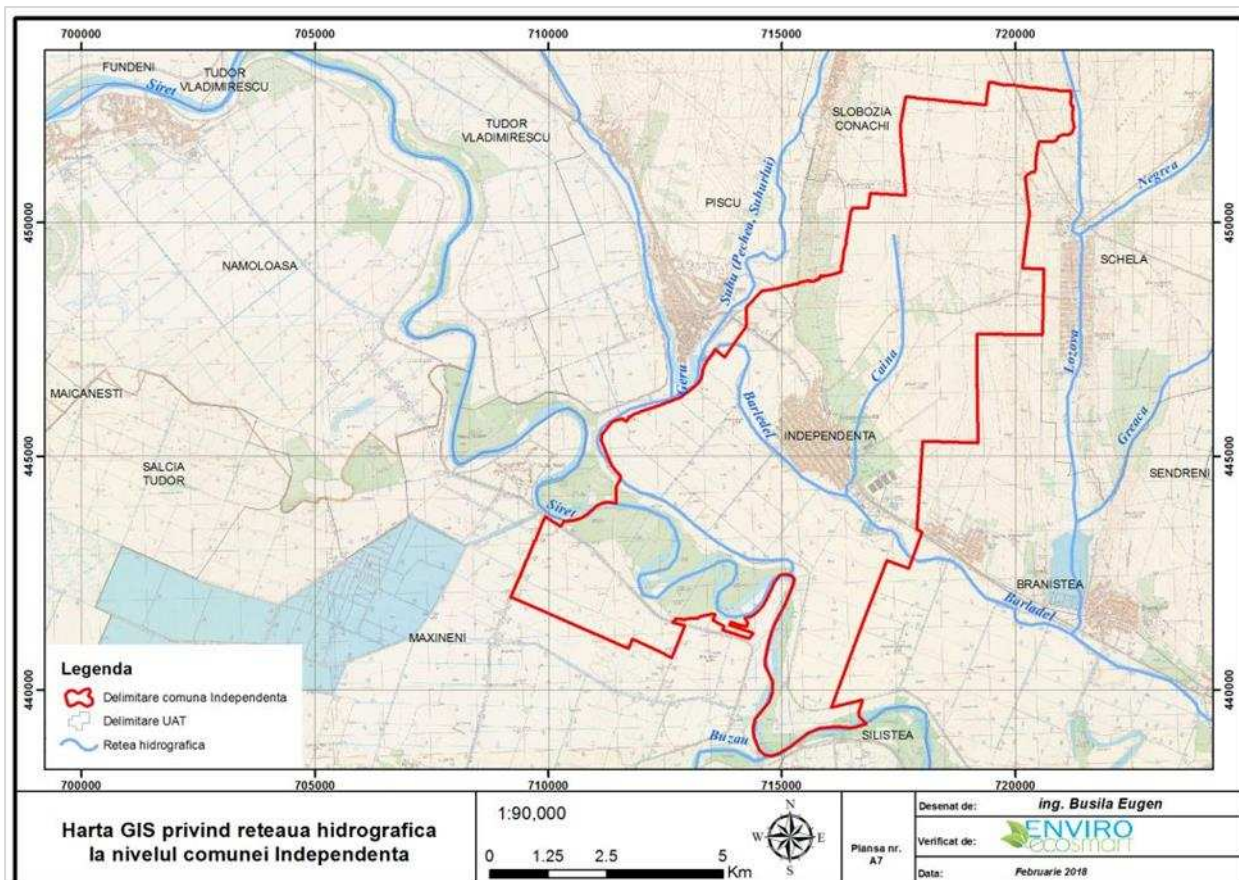 700000 705000 710000 715000 720000
FUNDENI
TUDOR
VLADIMIRESCU
Siret
TUDOR
VLADIMIRESCU
SLOBOZIA
CONACHI
450000
450000
Negrea
PISCU
Suhu (Pechea, Suhurlui)
NAMOLOASA
SCHELA
Lozova
Geru
Caina
MAICANESTI
Barladel
INDEPENDENTA
Greaca
445000
445000
SALCIA
TUDOR
SENDRENI
Siret
BRANISTEA
Barladel
MAXINENI
440000
440000
Buzau
SILISTEA
Legenda
Delimitare comuna Independenta
Delimitare UAT
Retea hidrografica
700000 705000 710000 715000 720000
Harta GIS privind reteaua hidrografica
la nivelul comunei Independenta
1:90,000
0 1.25 2.5 5
Km
N
W E
S
Plansa nr.
A7
Desenat de: ing. Busila Eugen
Verificat de: ENVIRO
ecosmart
Data: Februarie 2018